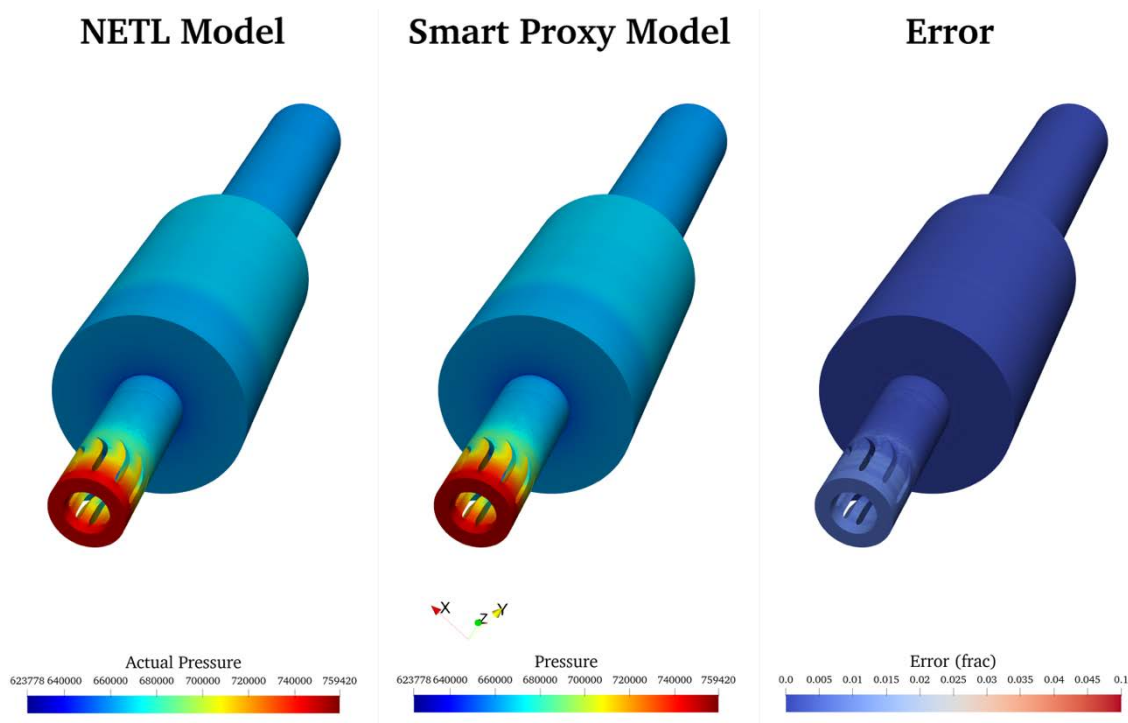 NETL Model
Smart Proxy Model
Error
X
Z
Y
Actual Pressure
623778 640000 660000 680000 700000 720000 740000 759420
Pressure
623778 640000 660000 680000 700000 720000 740000 759420
Error (frac)
0.0 0.005 0.01 0.015 0.02 0.025 0.03 0.035 0.04 0.045 0.1